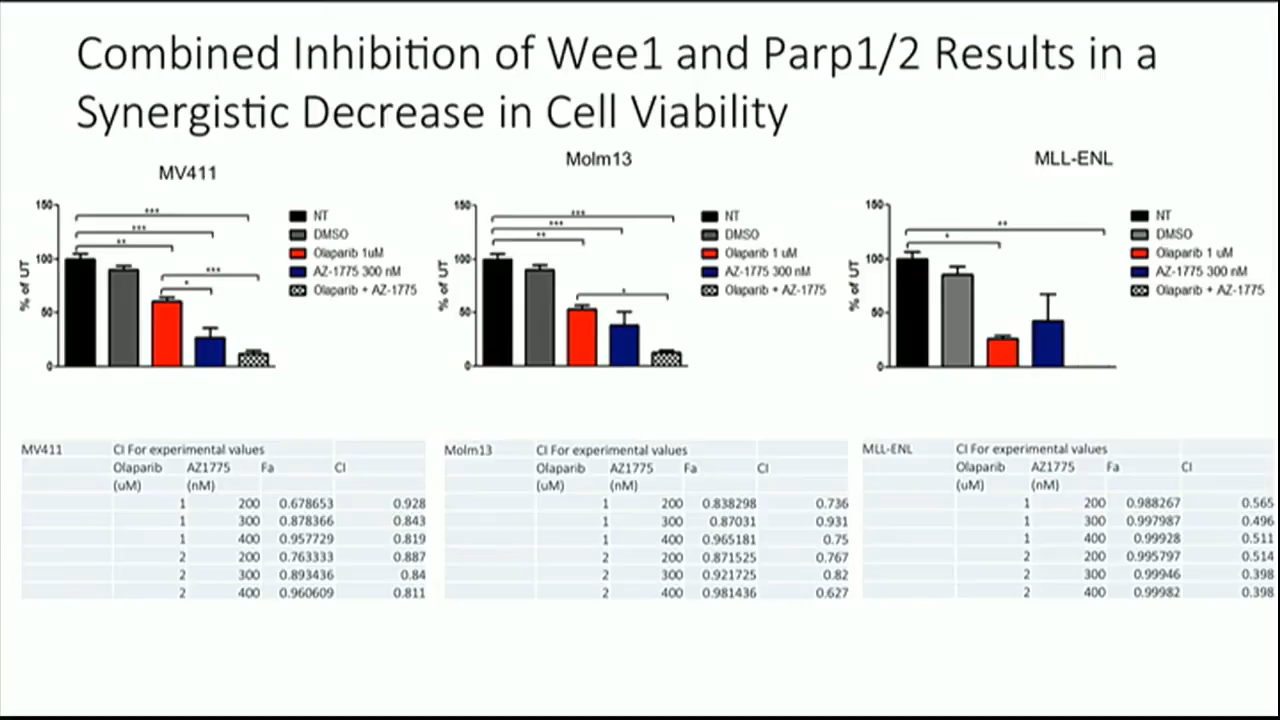 Combined Inhibition of Wee1 and Parp1/2 Results in a
Synergistic Decrease in Cell Viability
MV411
150
100
50
0
% of UT
***
***
**
***
*
NT
DMSO
Olaparib 1uM
AZ-1775 300 nM
Olaparib + AZ-1775
Molm13
150
100
50
0
% of UT
***
***
**
*
NT
DMSO
Olaparib 1 uM
AZ-1775 300 nM
Olaparib + AZ-1775
MLL-ENL
150
100
50
0
% of UT
**
*
NT
DMSO
Olaparib 1 uM
AZ-1775 300 nM
Olaparib + AZ-1775
MV411 CI For experimental values
Olaparib AZ1775 Fa CI
(uM) (nM)
1 200 0.678653 0.928
1 300 0.878366 0.843
1 400 0.957729 0.819
2 200 0.763333 0.887
2 300 0.893436 0.84
2 400 0.960609 0.811
Molm13 CI For experimental values
Olaparib AZ1775 Fa CI
(uM) (nM)
1 200 0.838298 0.736
1 300 0.87031 0.931
1 400 0.965181 0.75
2 200 0.871525 0.767
2 300 0.921725 0.82
2 400 0.981436 0.627
MLL-ENL CI For experimental values
Olaparib AZ1775 Fa CI
(uM) (nM)
1 200 0.988267 0.565
1 300 0.997987 0.496
1 400 0.99928 0.511
2 200 0.995797 0.514
2 300 0.99946 0.398
2 400 0.99982 0.398